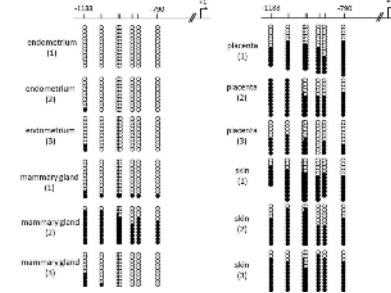 -1188 -790 +1
endometrium
(1)
endometrium
(2)
endometrium
(3)
mammary gland
(1)
mammary gland
(2)
mammary gland
(3)
-1188 -790
placenta
(1)
placenta
(2)
placenta
(3)
skin
(1)
skin
(2)
skin
(3)